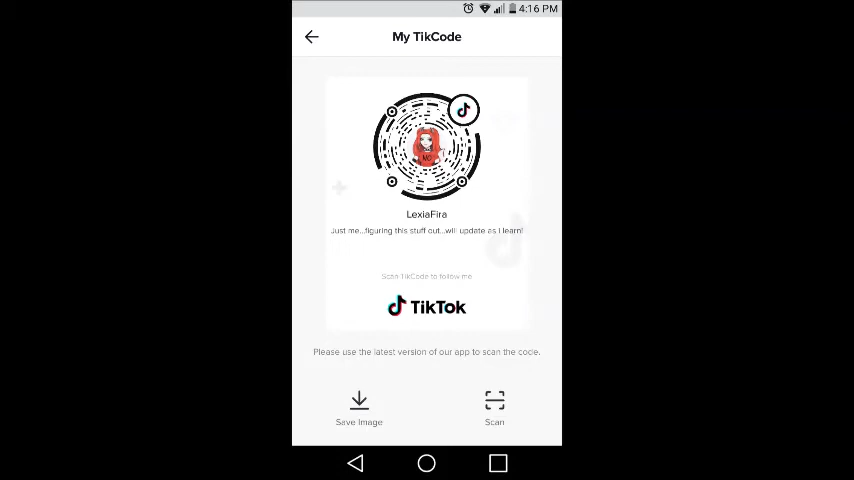 4:16 PM
My TikCode
NO
LexiaFira
Just me...figuring this stuff out...will update as I learn!
Scan TikCode to follow me
TikTok
Please use the latest version of our app to scan the code.
Save Image
Scan